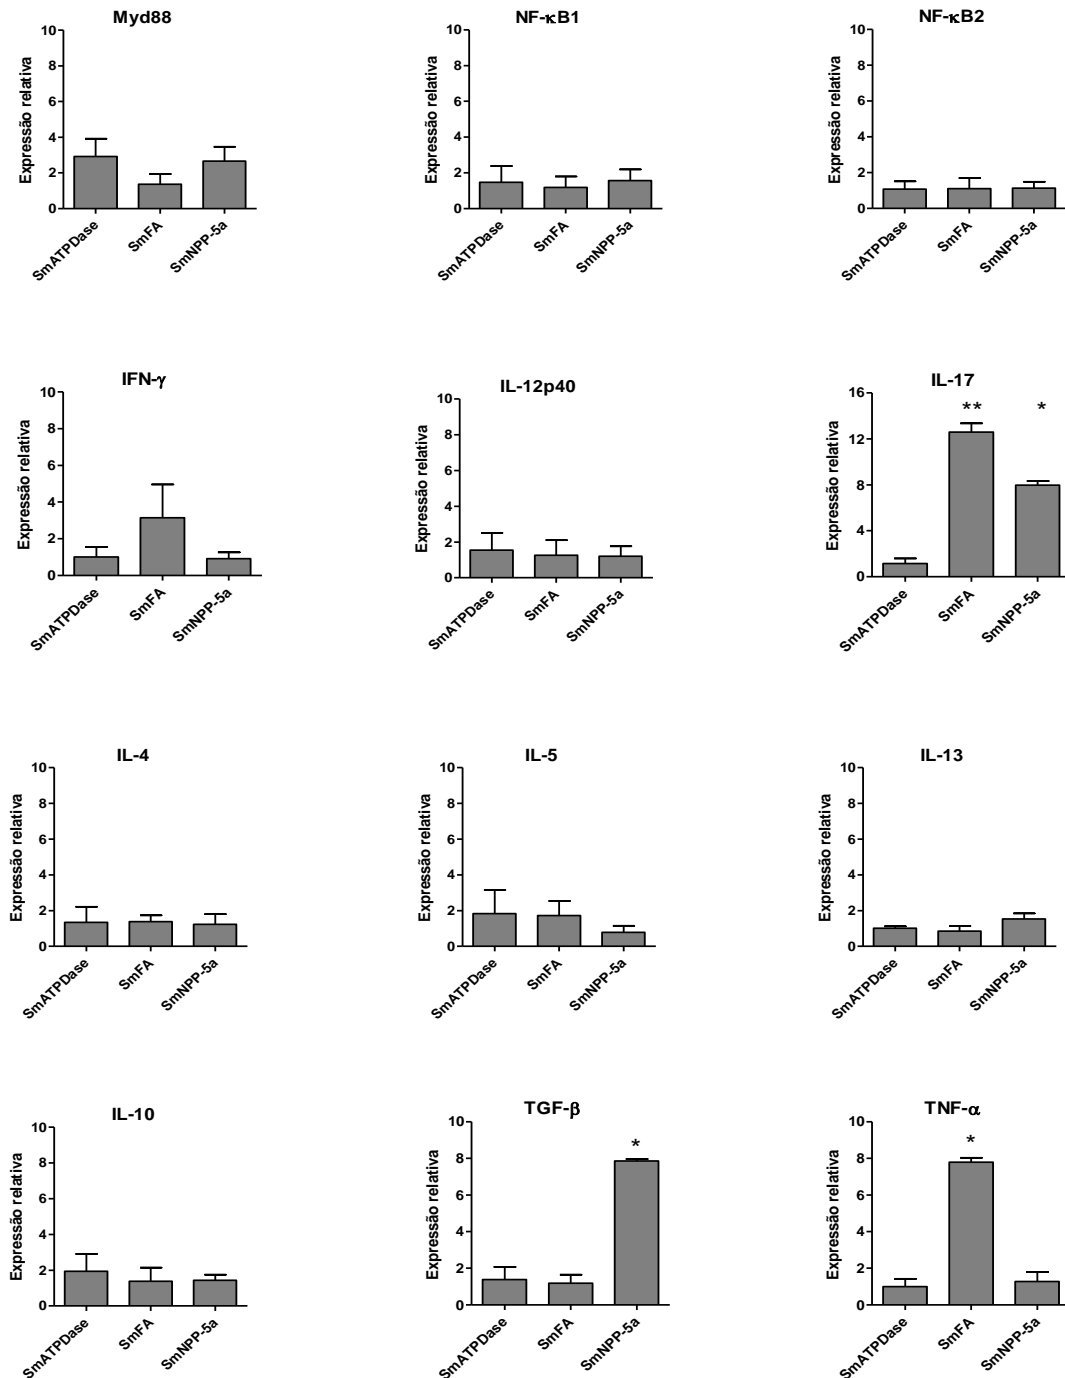 Myd88
Expressão relativa
10
8
6
4
2
0
SmATPDase
SmFA
SmNPP-5a
NF-κB1
Expressão relativa
10
8
6
4
2
0
SmATPDase
SmFA
SmNPP-5a
NF-κB2
Expressão relativa
10
8
6
4
2
0
SmATPDase
SmFA
SmNPP-5a
IFN-γ
Expressão relativa
10
8
6
4
2
0
SmATPDase
SmFA
SmNPP-5a
IL-12p40
Expressão relativa
10
8
6
4
2
0
SmATPDase
SmFA
SmNPP-5a
IL-17
Expressão relativa
16
12
8
4
0
** *
SmATPDase
SmFA
SmNPP-5a
IL-4
Expressão relativa
10
8
6
4
2
0
SmATPDase
SmFA
SmNPP-5a
IL-5
Expressão relativa
10
8
6
4
2
0
SmATPDase
SmFA
SmNPP-5a
IL-13
Expressão relativa
10
8
6
4
2
0
SmATPDase
SmFA
SmNPP-5a
IL-10
Expressão relativa
10
8
6
4
2
0
SmATPDase
SmFA
SmNPP-5a
TGF-β
Expressão relativa
10
8
6
4
2
0
*
SmATPDase
SmFA
SmNPP-5a
TNF-α
Expressão relativa
10
8
6
4
2
0
*
SmATPDase
SmFA
SmNPP-5a